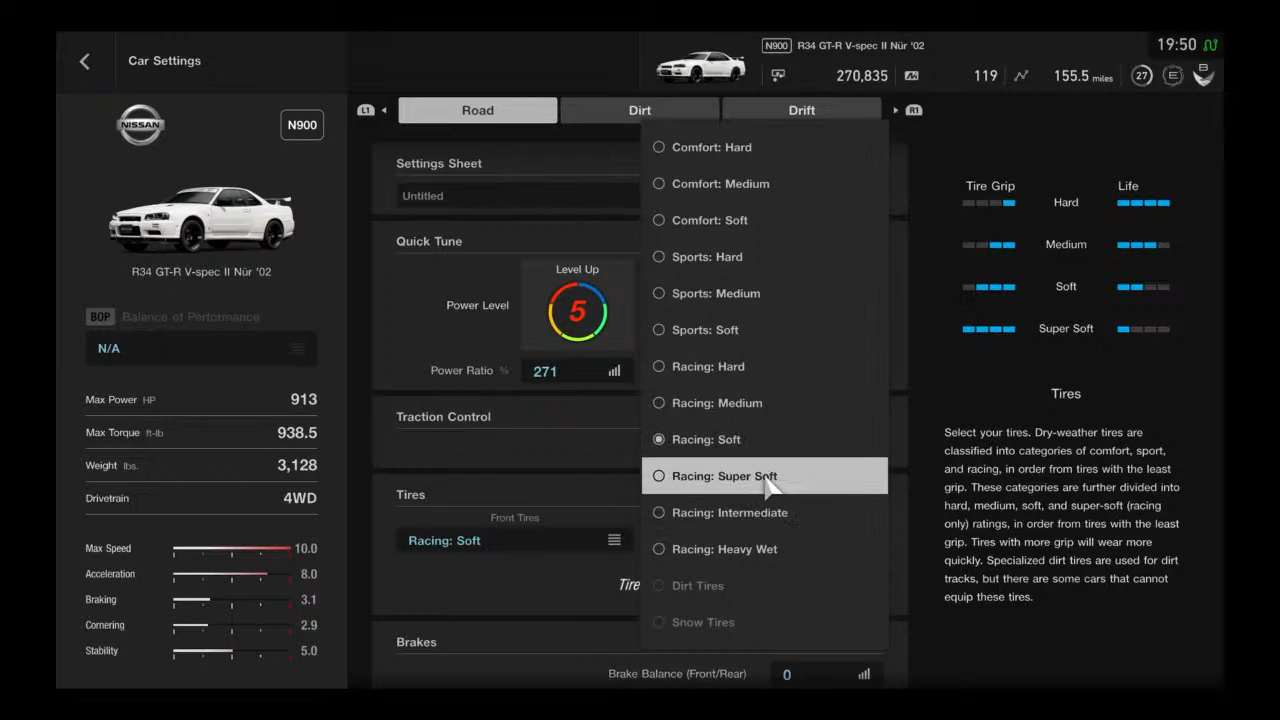 Car Settings
N900 R34 GT-R V-spec II Nür '02
270,835 119 155.5 miles 27 E B
19:50
NISSAN
N900
R34 GT-R V-spec II Nür '02
BOP Balance of Performance
N/A
Max Power HP 913
Max Torque ft-lb 938.5
Weight lbs. 3,128
Drivetrain 4WD
Max Speed 10.0
Acceleration 8.0
Braking 3.1
Cornering 2.9
Stability 5.0
L1 Road Dirt Drift R1
Settings Sheet
Untitled
Quick Tune
Level Up
Power Level 5
Power Ratio % 271
Traction Control
Tires
Front Tires
Racing: Soft
Tire
Brakes
Brake Balance (Front/Rear) 0
Comfort: Hard
Comfort: Medium
Comfort: Soft
Sports: Hard
Sports: Medium
Sports: Soft
Racing: Hard
Racing: Medium
Racing: Soft
Racing: Super Soft
Racing: Intermediate
Racing: Heavy Wet
Dirt Tires
Snow Tires
Tire Grip Life
Hard
Medium
Soft
Super Soft
Tires
Select your tires. Dry-weather tires are
classified into categories of comfort, sport,
and racing, in order from tires with the least
grip. These categories are further divided into
hard, medium, soft, and super-soft (racing
only) ratings, in order from tires with the least
grip. Tires with more grip will wear more
quickly. Specialized dirt tires are used for dirt
tracks, but there are some cars that cannot
equip these tires.